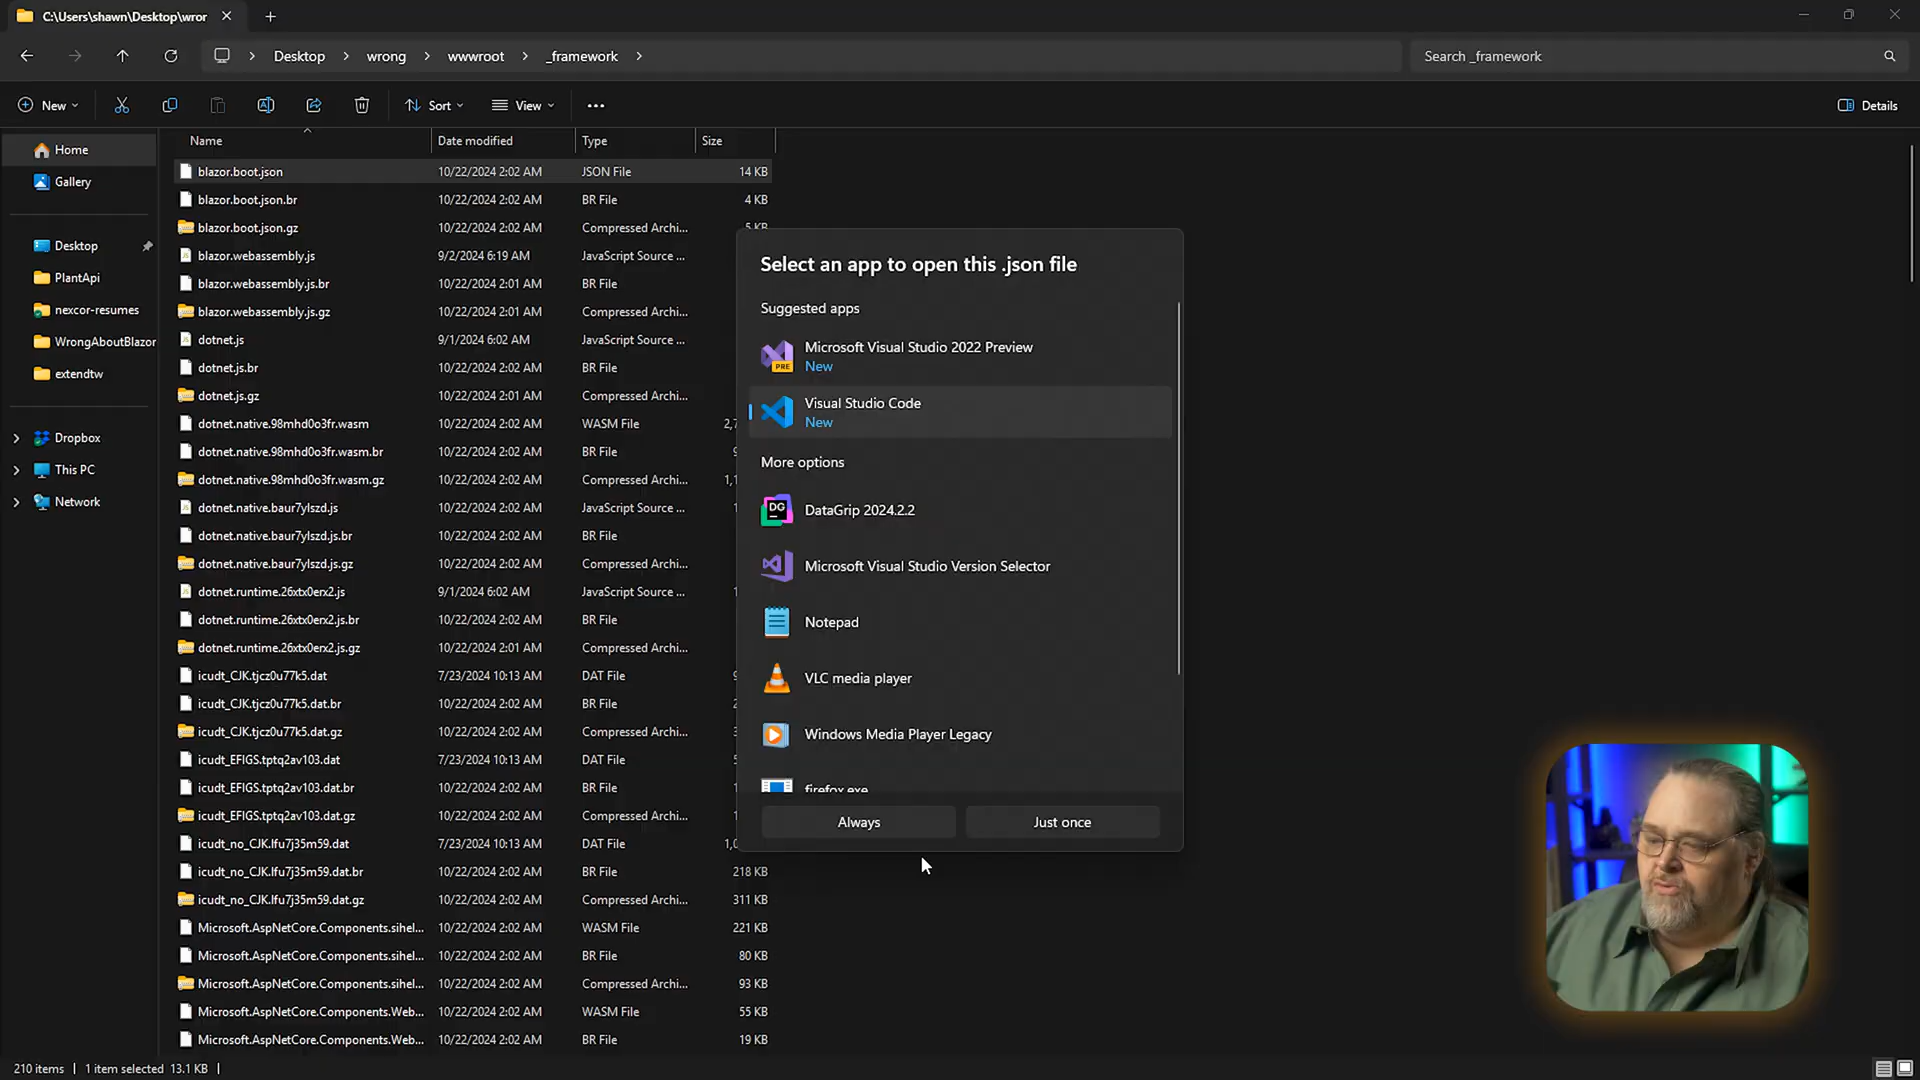 C:\Users\shawn\Desktop\wror
Desktop > wrong > wwwroot > _framework >
Search _framework
New
Sort
View
Details
Name Date modified Type Size
Home
Gallery
Desktop
PlantApi
nexcor-resumes
WrongAboutBlazor
extendtw
Dropbox
This PC
Network
blazor.boot.json 10/22/2024 2:02 AM JSON File 14 KB
blazor.boot.json.br 10/22/2024 2:02 AM BR File 4 KB
blazor.boot.json.gz 10/22/2024 2:02 AM Compressed Archi... 5 KB
blazor.webassembly.js 9/2/2024 6:19 AM JavaScript Source ...
blazor.webassembly.js.br 10/22/2024 2:01 AM BR File
blazor.webassembly.js.gz 10/22/2024 2:01 AM Compressed Archi...
dotnet.js 9/1/2024 6:02 AM JavaScript Source ...
dotnet.js.br 10/22/2024 2:02 AM BR File
dotnet.js.gz 10/22/2024 2:01 AM Compressed Archi...
dotnet.native.98mhd0o3fr.wasm 10/22/2024 2:02 AM WASM File 2,7
dotnet.native.98mhd0o3fr.wasm.br 10/22/2024 2:02 AM BR File 9
dotnet.native.98mhd0o3fr.wasm.gz 10/22/2024 2:02 AM Compressed Archi... 1,1
dotnet.native.baur7ylszd.js 10/22/2024 2:02 AM JavaScript Source ... 1
dotnet.native.baur7ylszd.js.br 10/22/2024 2:02 AM BR File
dotnet.native.baur7ylszd.js.gz 10/22/2024 2:02 AM Compressed Archi...
dotnet.runtime.26xtx0erx2.js 9/1/2024 6:02 AM JavaScript Source ... 1
dotnet.runtime.26xtx0erx2.js.br 10/22/2024 2:02 AM BR File
dotnet.runtime.26xtx0erx2.js.gz 10/22/2024 2:01 AM Compressed Archi...
icudt_CJK.tjcz0u77k5.dat 7/23/2024 10:13 AM DAT File 9
icudt_CJK.tjcz0u77k5.dat.br 10/22/2024 2:02 AM BR File 2
icudt_CJK.tjcz0u77k5.dat.gz 10/22/2024 2:02 AM Compressed Archi... 3
icudt_EFIGS.tptq2av103.dat 7/23/2024 10:13 AM DAT File 5
icudt_EFIGS.tptq2av103.dat.br 10/22/2024 2:02 AM BR File 1
icudt_EFIGS.tptq2av103.dat.gz 10/22/2024 2:02 AM Compressed Archi...
icudt_no_CJK.lfu7j35m59.dat 7/23/2024 10:13 AM DAT File 1,0
icudt_no_CJK.lfu7j35m59.dat.br 10/22/2024 2:02 AM BR File 218 KB
icudt_no_CJK.lfu7j35m59.dat.gz 10/22/2024 2:02 AM Compressed Archi... 311 KB
Microsoft.AspNetCore.Components.sihel... 10/22/2024 2:02 AM WASM File 221 KB
Microsoft.AspNetCore.Components.sihel... 10/22/2024 2:02 AM BR File 80 KB
Microsoft.AspNetCore.Components.sihel... 10/22/2024 2:02 AM Compressed Archi... 93 KB
Microsoft.AspNetCore.Components.Web... 10/22/2024 2:02 AM WASM File 55 KB
Microsoft.AspNetCore.Components.Web... 10/22/2024 2:02 AM BR File 19 KB
Select an app to open this .json file
Suggested apps
Microsoft Visual Studio 2022 Preview
New
Visual Studio Code
New
More options
DataGrip 2024.2.2
Microsoft Visual Studio Version Selector
Notepad
VLC media player
Windows Media Player Legacy
firefox.exe
Always
Just once
210 items | 1 item selected 13.1 KB |